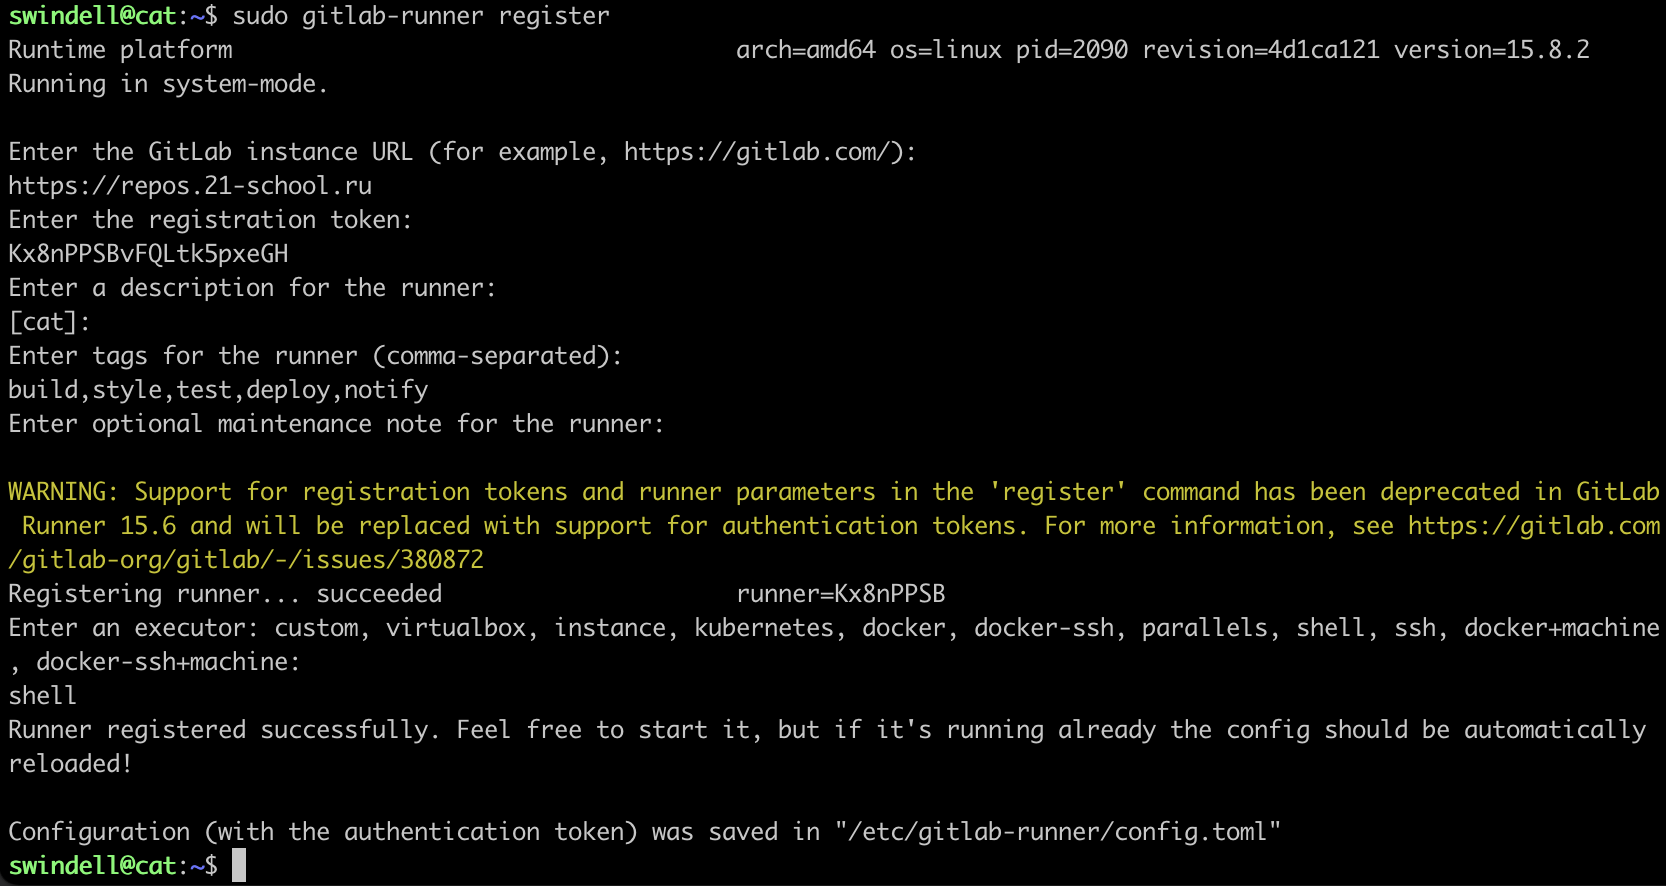 swindell@cat:~$ sudo gitlab-runner register
Runtime platform                                    arch=amd64 os=linux pid=2090 revision=4d1ca121 version=15.8.2
Running in system-mode.
Enter the GitLab instance URL (for example, https://gitlab.com/):
https://repos.21-school.ru
Enter the registration token:
Kx8nPPSBvFQLtk5pxeGH
Enter a description for the runner:
[cat]:
Enter tags for the runner (comma-separated):
build,style,test,deploy,notify
Enter optional maintenance note for the runner:
WARNING: Support for registration tokens and runner parameters in the 'register' command has been deprecated in GitLab
 Runner 15.6 and will be replaced with support for authentication tokens. For more information, see https://gitlab.com
/gitlab-org/gitlab/-/issues/380872
Registering runner... succeeded                     runner=Kx8nPPSB
Enter an executor: custom, virtualbox, instance, kubernetes, docker, docker-ssh, parallels, shell, ssh, docker+machine
, docker-ssh+machine:
shell
Runner registered successfully. Feel free to start it, but if it's running already the config should be automatically
reloaded!
Configuration (with the authentication token) was saved in "/etc/gitlab-runner/config.toml"
swindell@cat:~$